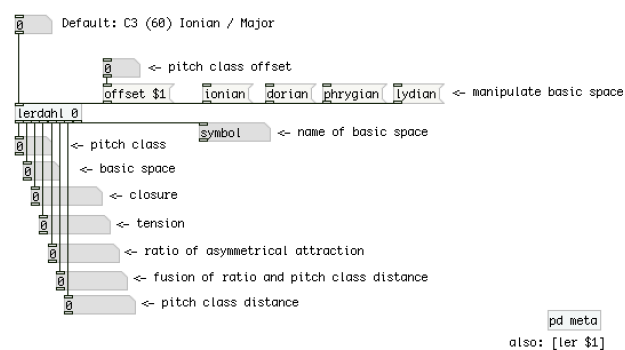 0 Default: C3 (60) Ionian / Major
0 <- pitch class offset
offset $1 ionian dorian phrygian lydian <- manipulate basic space
lerdahl 0
symbol <- name of basic space
0 <- pitch class
0 <- basic space
0 <- closure
0 <- tension
0 <- ratio of asymmetrical attraction
0 <- fusion of ratio and pitch class distance
0 <- pitch class distance
pd meta
also: [ler $1]